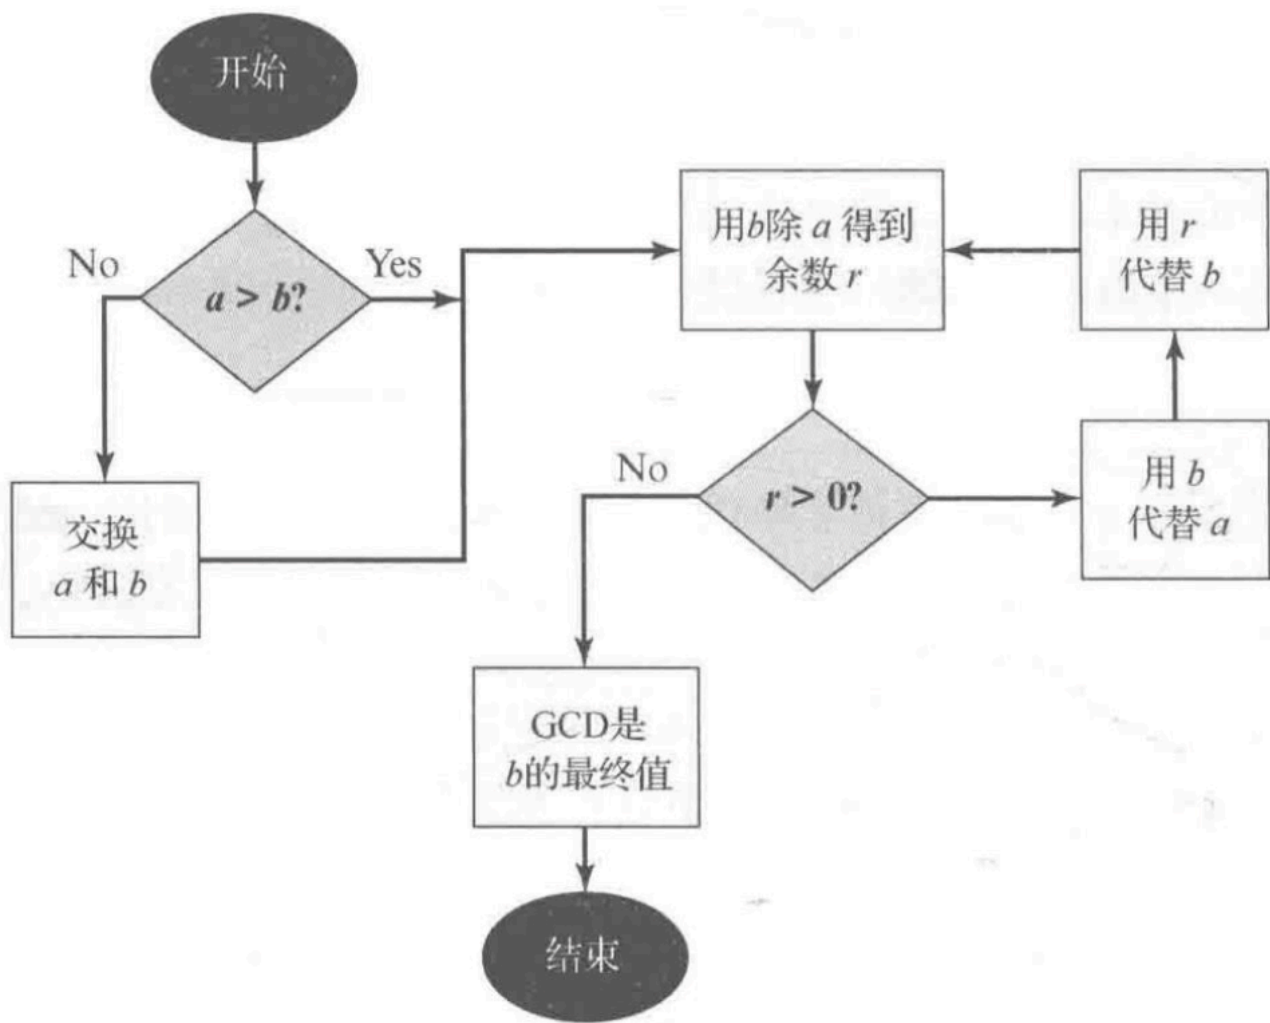 开始
No
Yes
a > b?
交换
a 和 b
用b除 a 得到
余数 r
用 r
代替 b
No
r > 0?
用 b
代替 a
GCD是
b的最终值
结束